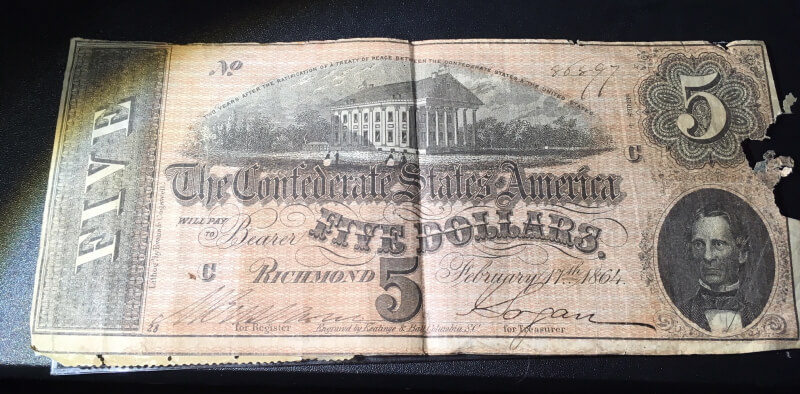 FIVE
No 86897
TWO YEARS AFTER THE RATIFICATION OF A TREATY OF PEACE BETWEEN THE CONFEDERATE STATES AND UNITED STATES
5
C
The Confederate States of America
WILL PAY
TO Bearer FIVE DOLLARS.
C RICHMOND 5 February 17th 1864
for Register Engraved by Keatinge & Ball Columbia, S.C. for Treasurer